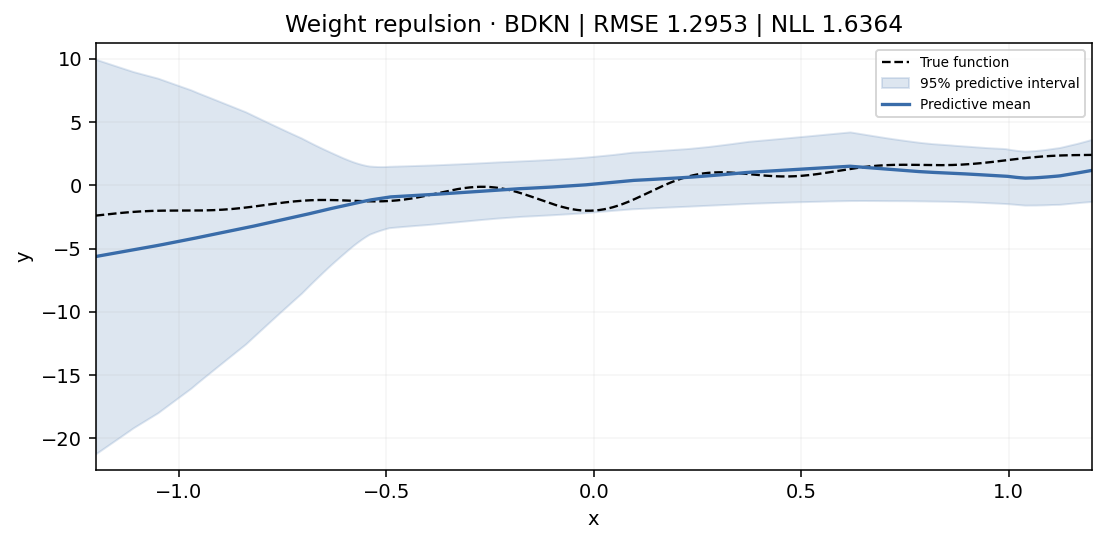 Weight repulsion · BDKN | RMSE 1.2953 | NLL 1.6364
True function
95% predictive interval
Predictive mean
10
5
0
−5
−10
−15
−20
y
−1.0 −0.5 0.0 0.5 1.0
x